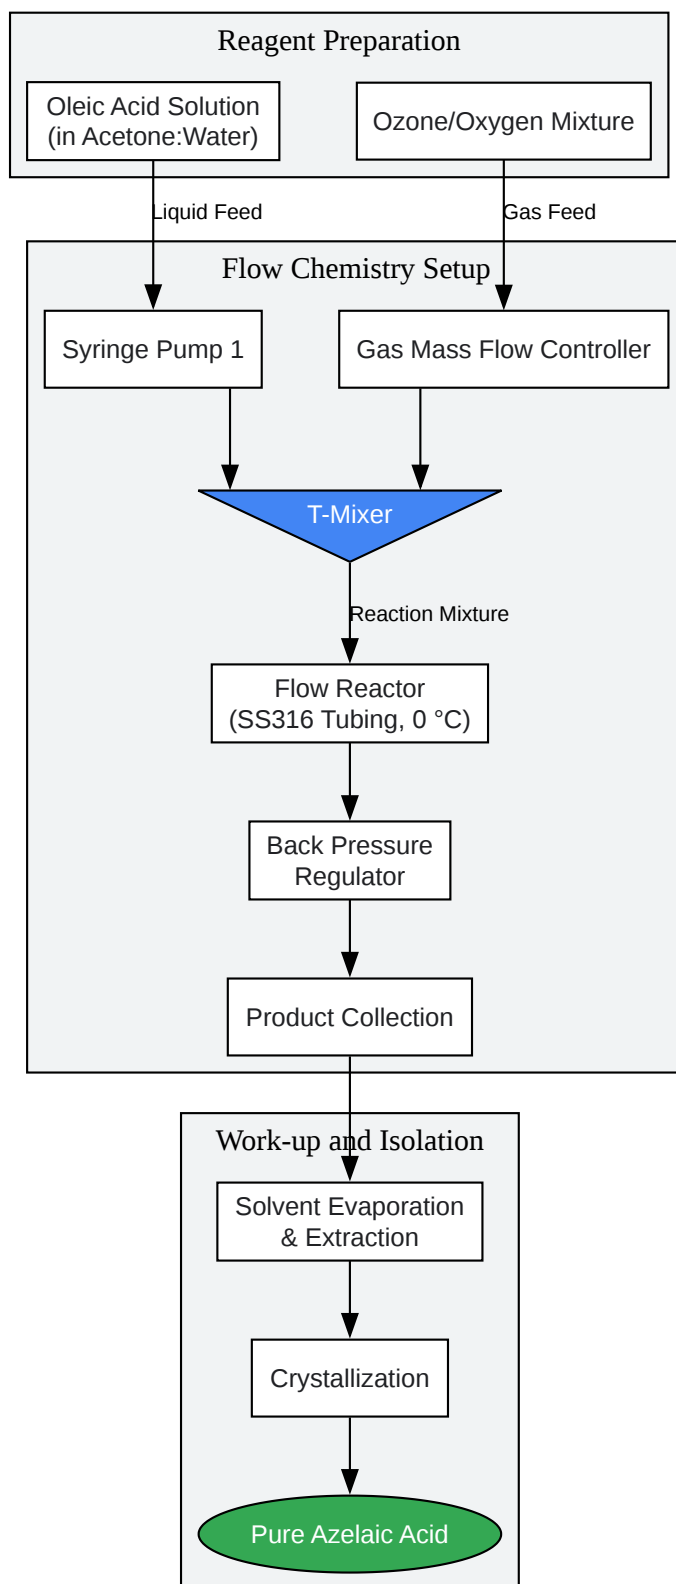 Reagent Preparation
Oleic Acid Solution
(in Acetone:Water)
Ozone/Oxygen Mixture
Liquid Feed
Gas Feed
Flow Chemistry Setup
Syringe Pump 1
Gas Mass Flow Controller
T-Mixer
Reaction Mixture
Flow Reactor
(SS316 Tubing, 0 °C)
Back Pressure
Regulator
Product Collection
Work-up and Isolation
Solvent Evaporation
& Extraction
Crystallization
Pure Azelaic Acid